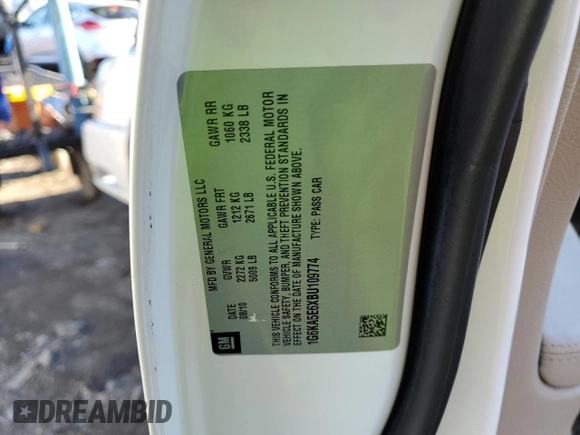 MFD BY GENERAL MOTORS LLC
DATE GVWR GAWR FRT GAWR RR
08/10 2272 KG 1212 KG 1060 KG
5009 LB 2671 LB 2338 LB
THIS VEHICLE CONFORMS TO ALL APPLICABLE U.S. FEDERAL MOTOR
VEHICLE SAFETY, BUMPER, AND THEFT PREVENTION STANDARDS IN
EFFECT ON THE DATE OF MANUFACTURE SHOWN ABOVE.
1G6KA5E6XBU109774 TYPE: PASS CAR
GM
DREAMBID